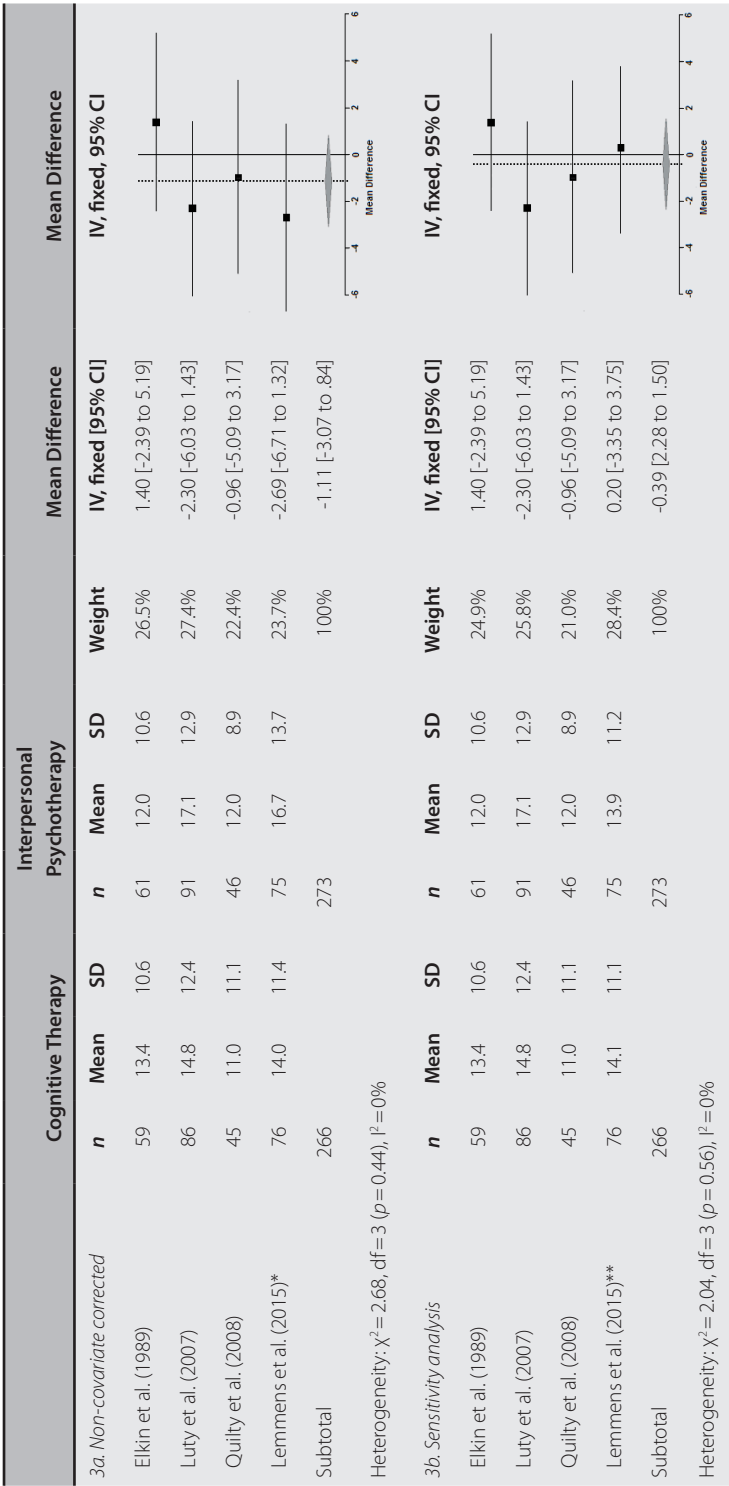 Cognitive Therapy Interpersonal Psychotherapy Mean Difference Mean Difference
3a. Non-covariate corrected n Mean SD n Mean SD Weight IV, fixed [95% CI] IV, fixed, 95% CI
Elkin et al. (1989) 59 13.4 10.6 61 12.0 10.6 26.5% 1.40 [-2.39 to 5.19]
Luty et al. (2007) 86 14.8 12.4 91 17.1 12.9 27.4% -2.30 [-6.03 to 1.43]
Quilty et al. (2008) 45 11.0 11.1 46 12.0 8.9 22.4% -0.96 [-5.09 to 3.17]
Lemmens et al. (2015)* 76 14.0 11.4 75 16.7 13.7 23.7% -2.69 [-6.71 to 1.32]
Subtotal 266 273 100% -1.11 [-3.07 to .84]
-6 -4 -2 0 2 4 6
Mean Difference
Heterogeneity: χ² = 2.68, df = 3 (p = 0.44), I² = 0%
3b. Sensitivity analysis n Mean SD n Mean SD Weight IV, fixed [95% CI] IV, fixed, 95% CI
Elkin et al. (1989) 59 13.4 10.6 61 12.0 10.6 24.9% 1.40 [-2.39 to 5.19]
Luty et al. (2007) 86 14.8 12.4 91 17.1 12.9 25.8% -2.30 [-6.03 to 1.43]
Quilty et al. (2008) 45 11.0 11.1 46 12.0 8.9 21.0% -0.96 [-5.09 to 3.17]
Lemmens et al. (2015)** 76 14.1 11.1 75 13.9 11.2 28.4% 0.20 [-3.35 to 3.75]
Subtotal 266 273 100% -0.39 [2.28 to 1.50]
-6 -4 -2 0 2 4 6
Mean Difference
Heterogeneity: χ² = 2.04, df = 3 (p = 0.56), I² = 0%